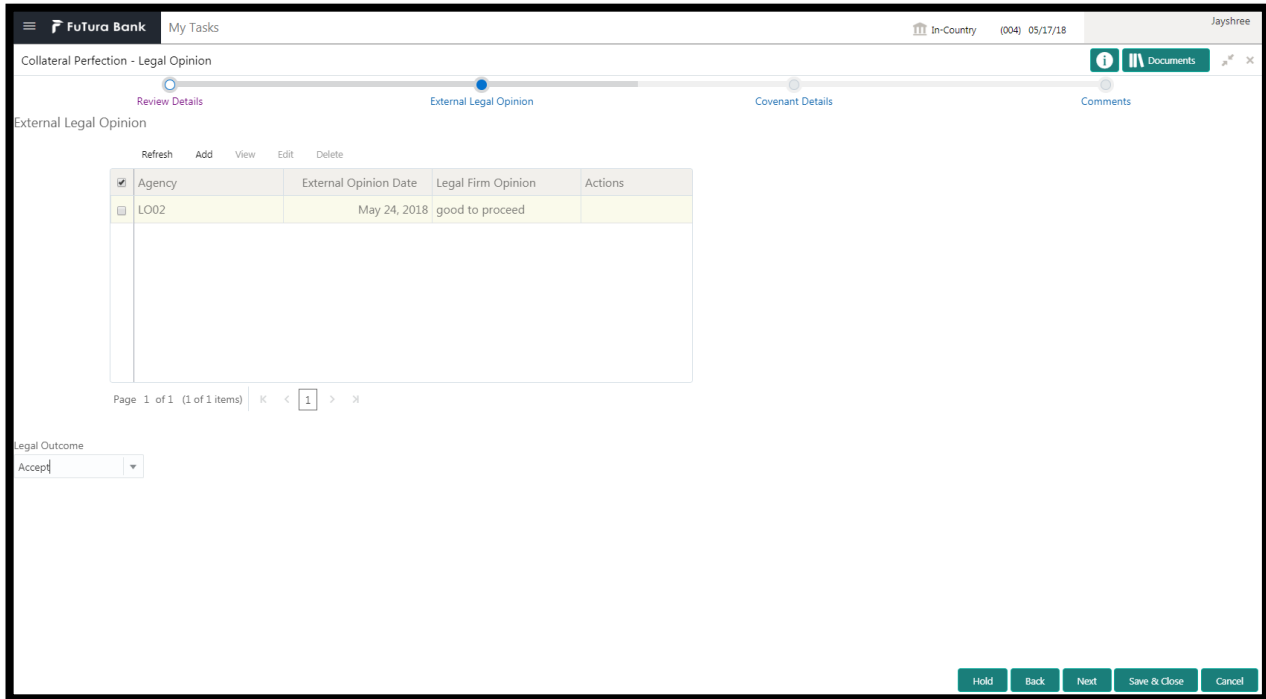 FuTura Bank My Tasks In-Country (004) 05/17/18 Jayshree
Collateral Perfection - Legal Opinion Documents
Review Details External Legal Opinion Covenant Details Comments
External Legal Opinion
Refresh Add View Edit Delete
Agency External Opinion Date Legal Firm Opinion Actions
LO02 May 24, 2018 good to proceed
Page 1 of 1 (1 of 1 items) 1
Legal Outcome
Accept
Hold Back Next Save & Close Cancel